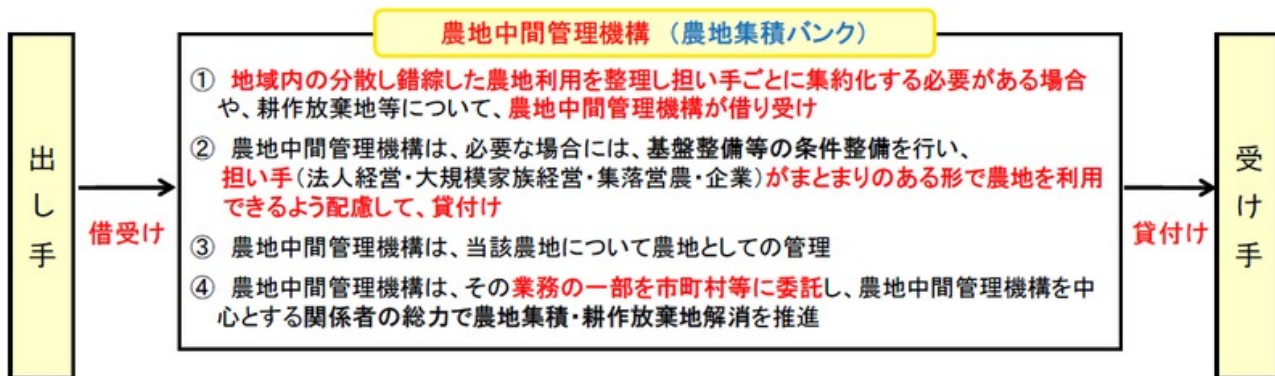 農地中間管理機構 (農地集積バンク)
出し手
借受け
① 地域内の分散し錯綜した農地利用を整理し担い手ごとに集約化する必要がある場合
や、耕作放棄地等について、農地中間管理機構が借り受け
② 農地中間管理機構は、必要な場合には、基盤整備等の条件整備を行い、
担い手(法人経営・大規模家族経営・集落営農・企業)がまとまりのある形で農地を利用
できるよう配慮して、貸付け
③ 農地中間管理機構は、当該農地について農地としての管理
④ 農地中間管理機構は、その業務の一部を市町村等に委託し、農地中間管理機構を中
心とする関係者の総力で農地集積・耕作放棄地解消を推進
貸付け
受け手